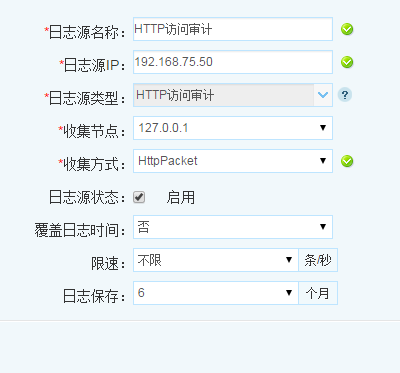 *日志源名称： HTTP访问审计
*日志源IP： 192.168.75.50
*日志源类型： HTTP访问审计 ?
*收集节点： 127.0.0.1
*收集方式： HttpPacket
日志源状态： 启用
覆盖日志时间： 否
限速： 不限 条/秒
日志保存： 6 个月